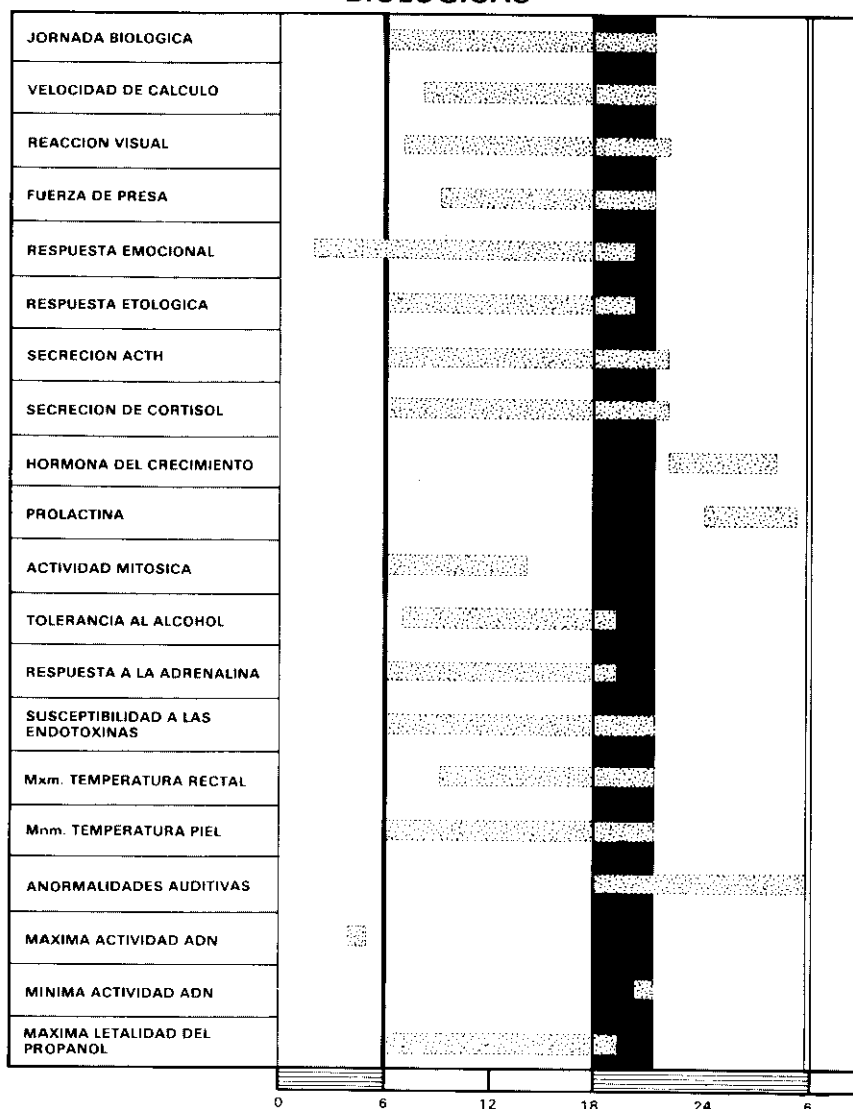 BIOLOGICAS
JORNADA BIOLOGICA
VELOCIDAD DE CALCULO
REACCION VISUAL
FUERZA DE PRESA
RESPUESTA EMOCIONAL
RESPUESTA ETOLOGICA
SECRECION ACTH
SECRECION DE CORTISOL
HORMONA DEL CRECIMIENTO
PROLACTINA
ACTIVIDAD MITOSICA
TOLERANCIA AL ALCOHOL
RESPUESTA A LA ADRENALINA
SUSCEPTIBILIDAD A LAS
ENDOTOXINAS
Mxm. TEMPERATURA RECTAL
Mnm. TEMPERATURA PIEL
ANORMALIDADES AUDITIVAS
MAXIMA ACTIVIDAD ADN
MINIMA ACTIVIDAD ADN
MAXIMA LETALIDAD DEL
PROPANOL
0 6 12 18 24 6